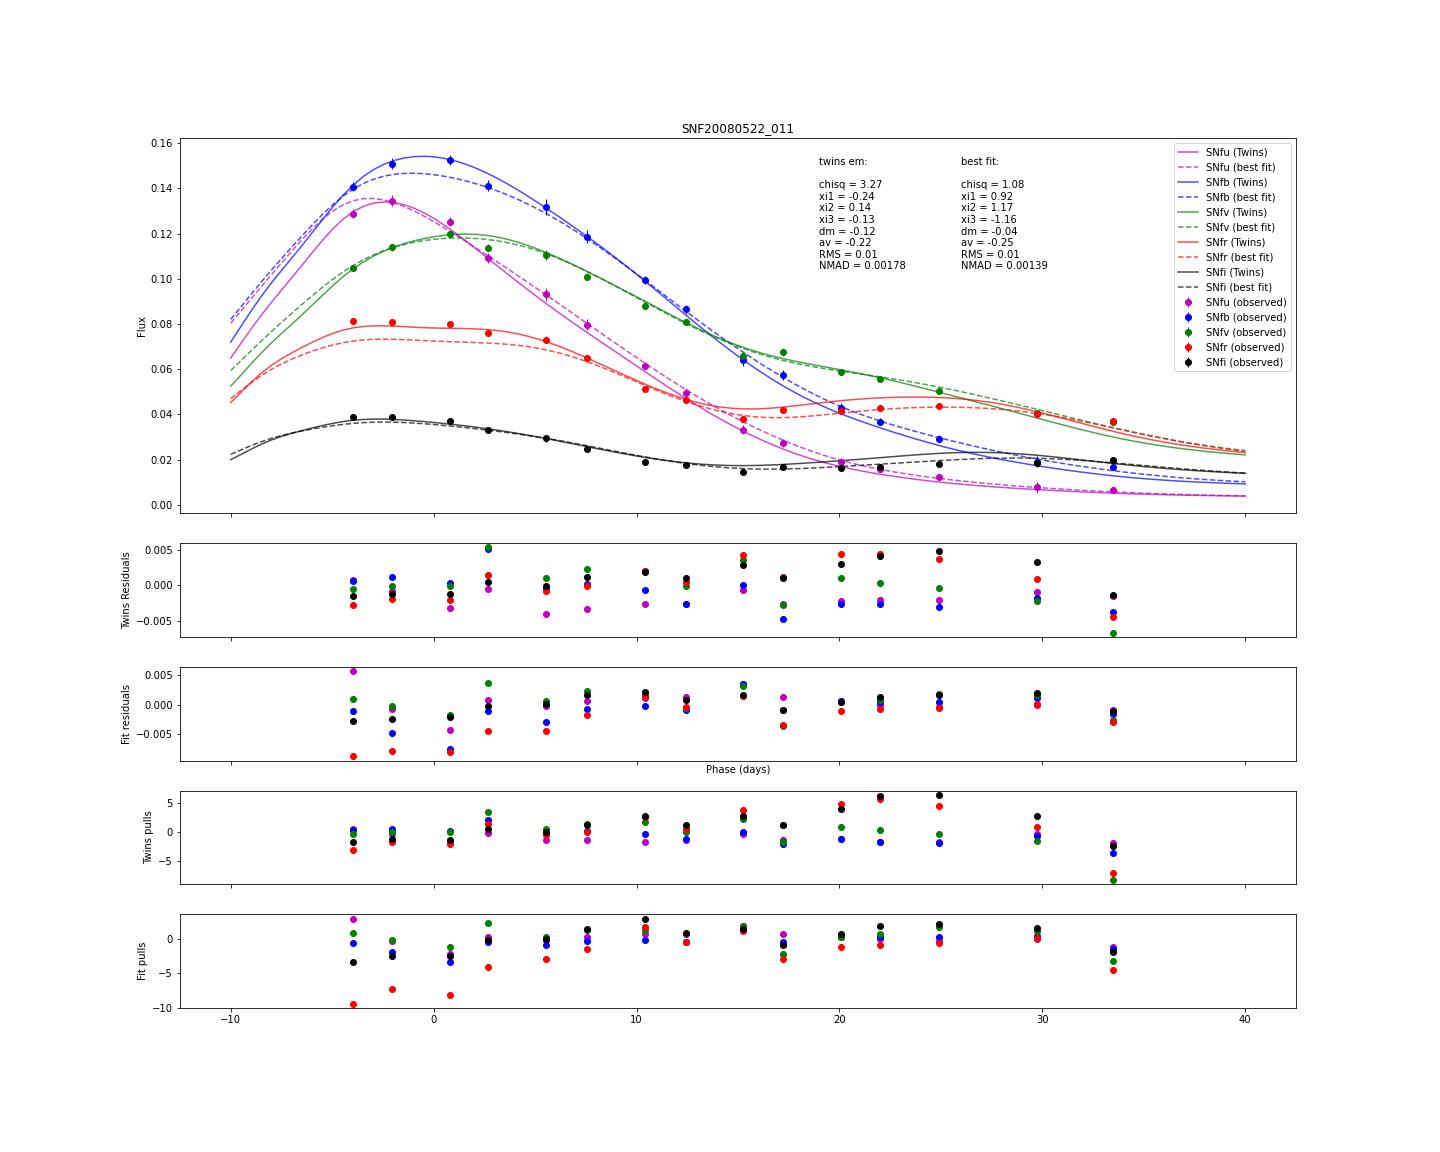 SNF20080522_011
0.16
0.14
0.12
0.10
0.08
0.06
0.04
0.02
0.00
Flux
twins em:
chisq = 3.27
xi1 = -0.24
xi2 = 0.14
xi3 = -0.13
dm = -0.12
av = -0.22
RMS = 0.01
NMAD = 0.00178
best fit:
chisq = 1.08
xi1 = 0.92
xi2 = 1.17
xi3 = -1.16
dm = -0.04
av = -0.25
RMS = 0.01
NMAD = 0.00139
SNfu (Twins)
SNfu (best fit)
SNfb (Twins)
SNfb (best fit)
SNfv (Twins)
SNfv (best fit)
SNfr (Twins)
SNfr (best fit)
SNfi (Twins)
SNfi (best fit)
SNfu (observed)
SNfb (observed)
SNfv (observed)
SNfr (observed)
SNfi (observed)
0.005
0.000
−0.005
Twins Residuals
0.005
0.000
−0.005
Fit residuals
Phase (days)
5
0
−5
Twins pulls
0
−5
−10
Fit pulls
−10
0
10
20
30
40